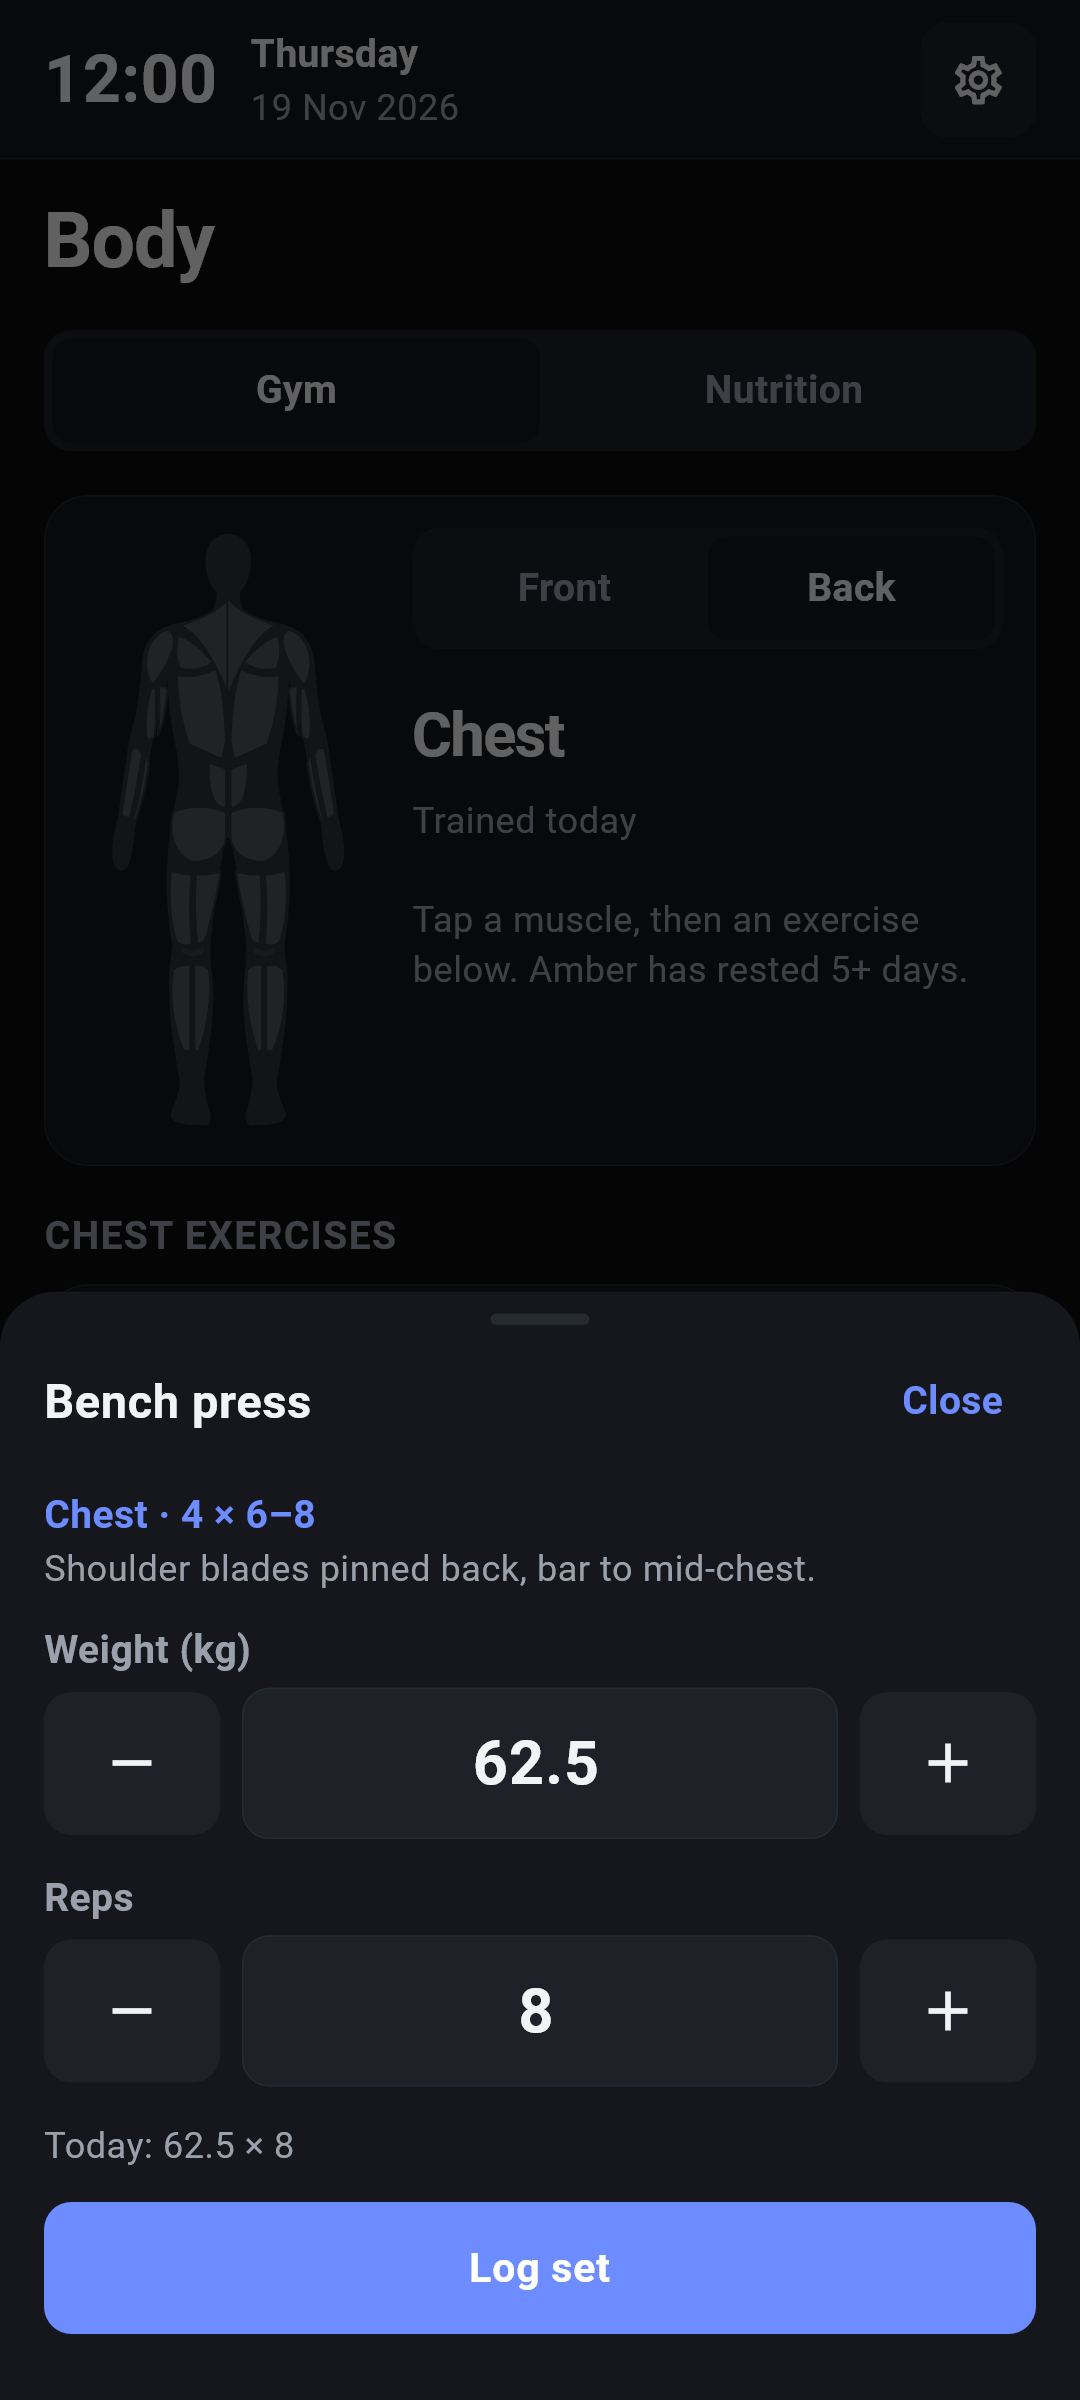 12:00
Thursday
19 Nov 2026
Body
Gym
Nutrition
Front
Back
Chest
Trained today
Tap a muscle, then an exercise
below. Amber has rested 5+ days.
CHEST EXERCISES
Bench press
Close
Chest · 4 × 6–8
Shoulder blades pinned back, bar to mid-chest.
Weight (kg)
62.5
Reps
8
Today: 62.5 × 8
Log set